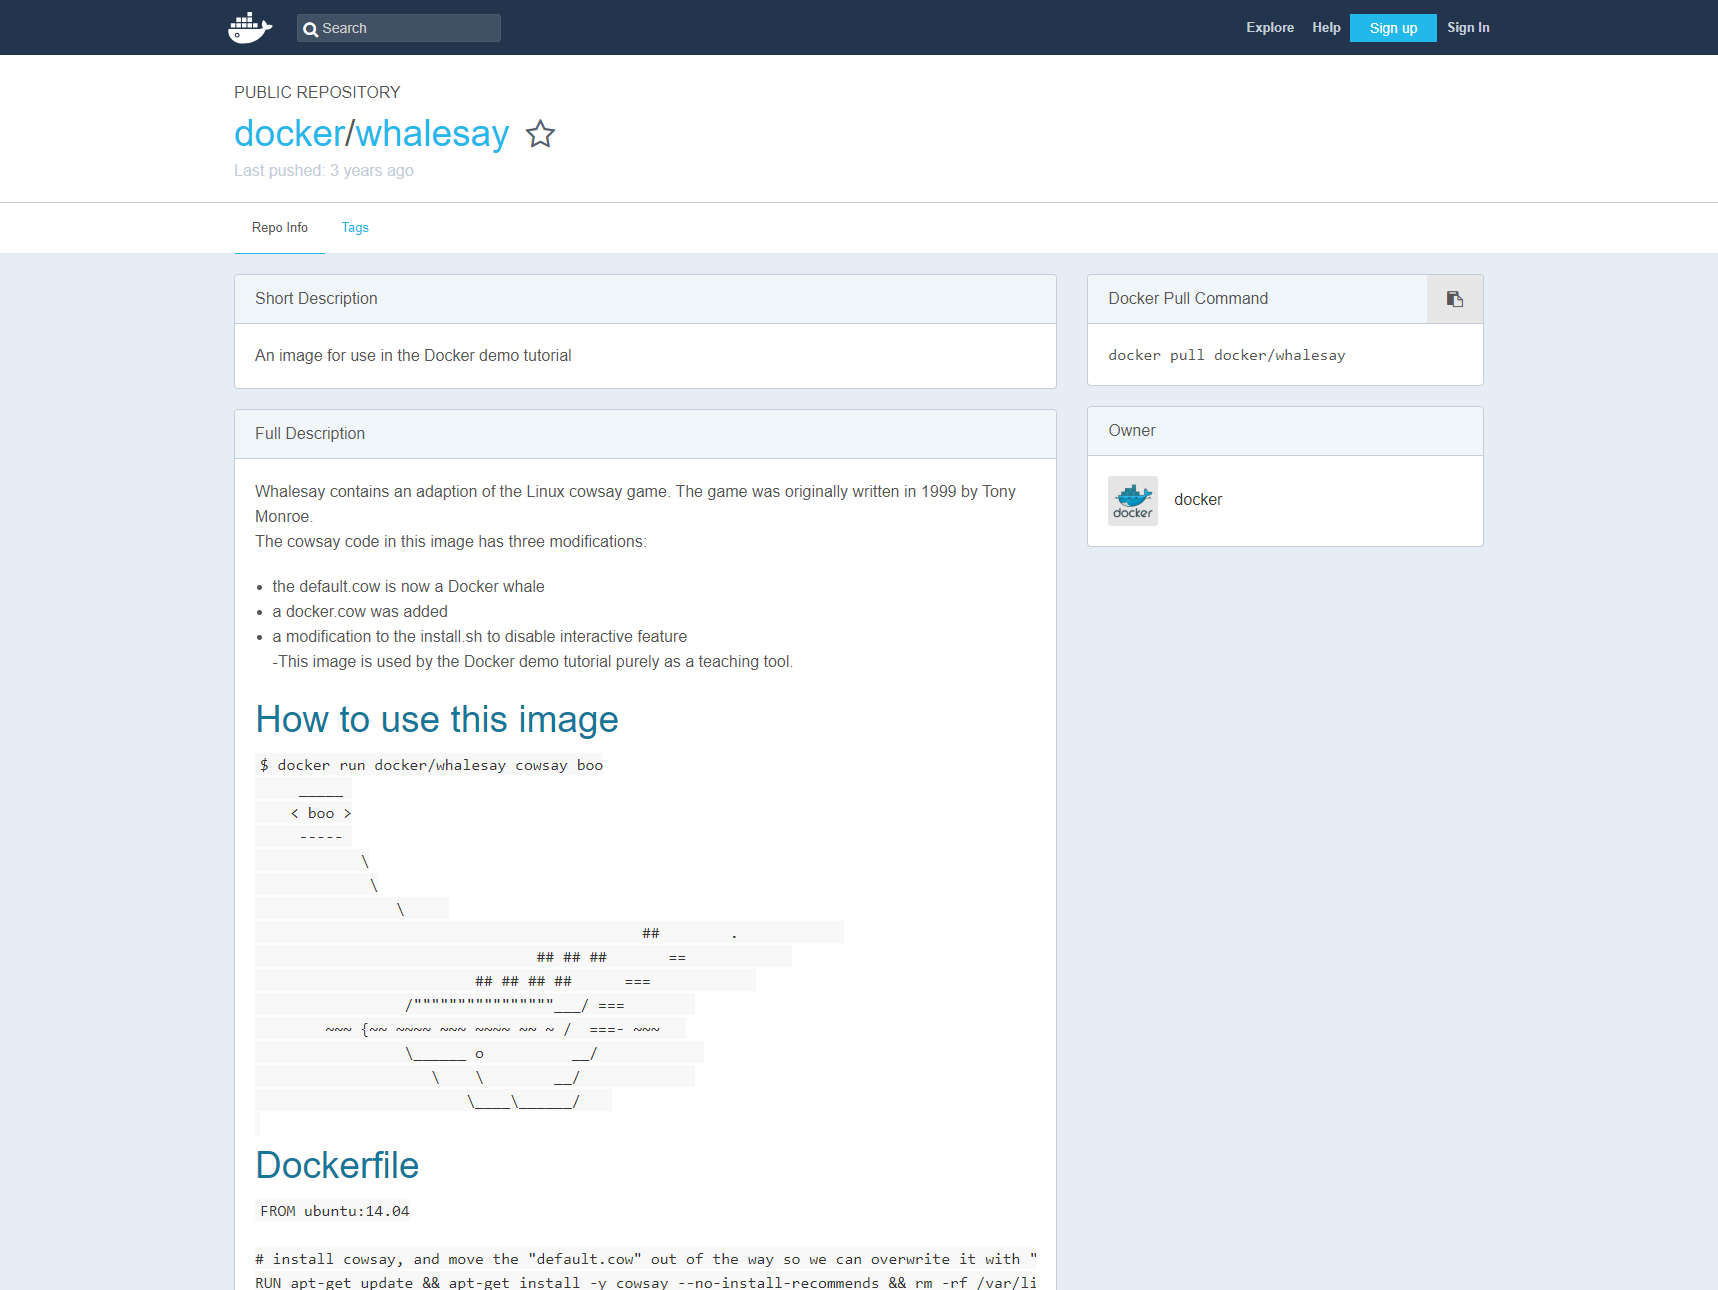 Search
Explore Help Sign up Sign In
PUBLIC REPOSITORY
docker/whalesay
Last pushed: 3 years ago
Repo Info Tags
Short Description
An image for use in the Docker demo tutorial
Docker Pull Command
docker pull docker/whalesay
Owner
docker
docker
Full Description
Whalesay contains an adaption of the Linux cowsay game. The game was originally written in 1999 by Tony
Monroe.
The cowsay code in this image has three modifications:
• the default.cow is now a Docker whale
• a docker.cow was added
• a modification to the install.sh to disable interactive feature
-This image is used by the Docker demo tutorial purely as a teaching tool.
How to use this image
$ docker run docker/whalesay cowsay boo
     _____
    < boo >
     -----
            \
             \
                \
                                            ##        .
                                ## ## ##       ==
                         ## ## ## ##      ===
                 /""""""""""""""""___/ ===
        ~~~ {~~ ~~~~ ~~~ ~~~~ ~~ ~ /  ===- ~~~
                 \______ o          __/
                    \    \        __/
                        \____\______/
Dockerfile
FROM ubuntu:14.04
# install cowsay, and move the "default.cow" out of the way so we can overwrite it with "
RUN apt-get update && apt-get install -y cowsay --no-install-recommends && rm -rf /var/li